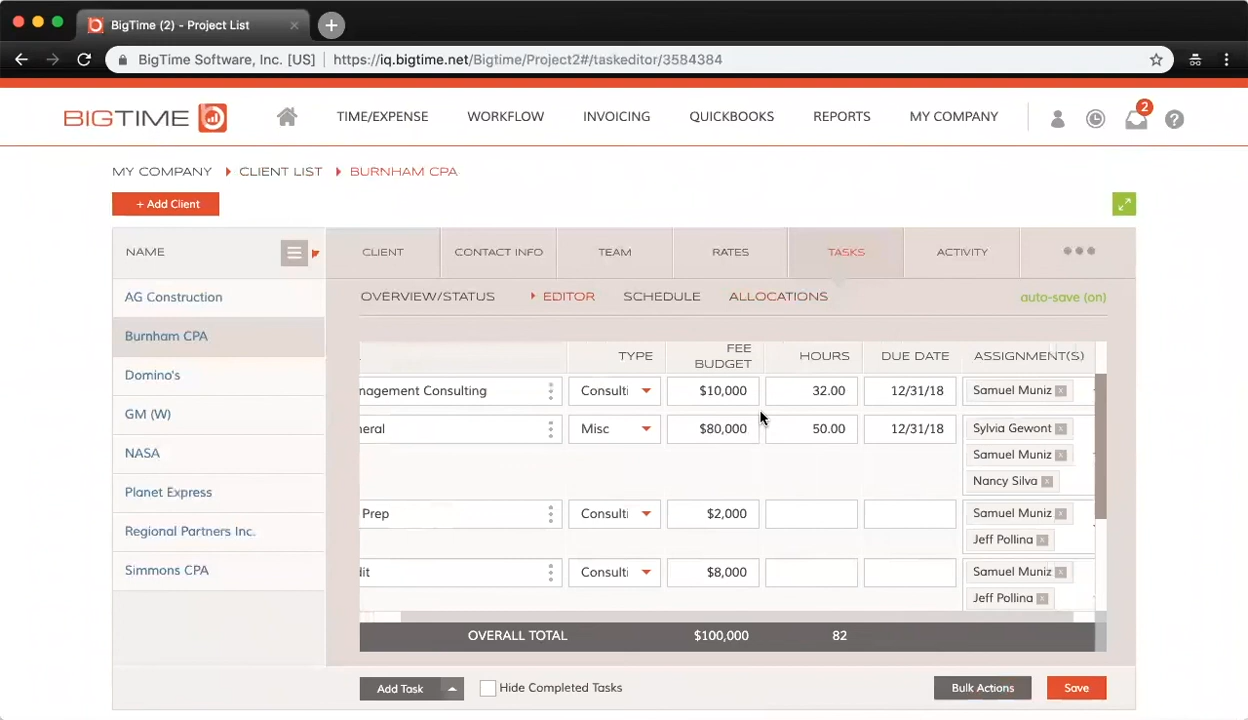 BigTime (2) - Project List
BigTime Software, Inc. [US] https://iq.bigtime.net/Bigtime/Project2#/taskeditor/3584384
BIGTIME TIME/EXPENSE WORKFLOW INVOICING QUICKBOOKS REPORTS MY COMPANY 2
MY COMPANY CLIENT LIST BURNHAM CPA
+ Add Client
NAME CLIENT CONTACT INFO TEAM RATES TASKS ACTIVITY
OVERVIEW/STATUS EDITOR SCHEDULE ALLOCATIONS auto-save (on)
AG Construction
Burnham CPA
Domino's
GM (W)
NASA
Planet Express
Regional Partners Inc.
Simmons CPA
TYPE FEE BUDGET HOURS DUE DATE ASSIGNMENT(S)
nagement Consulting Consulti $10,000 32.00 12/31/18 Samuel Muniz x
neral Misc $80,000 50.00 12/31/18 Sylvia Gewont x
Samuel Muniz x
Nancy Silva x
Prep Consulti $2,000 Samuel Muniz x
Jeff Pollina x
dit Consulti $8,000 Samuel Muniz x
Jeff Pollina x
OVERALL TOTAL $100,000 82
Add Task Hide Completed Tasks Bulk Actions Save